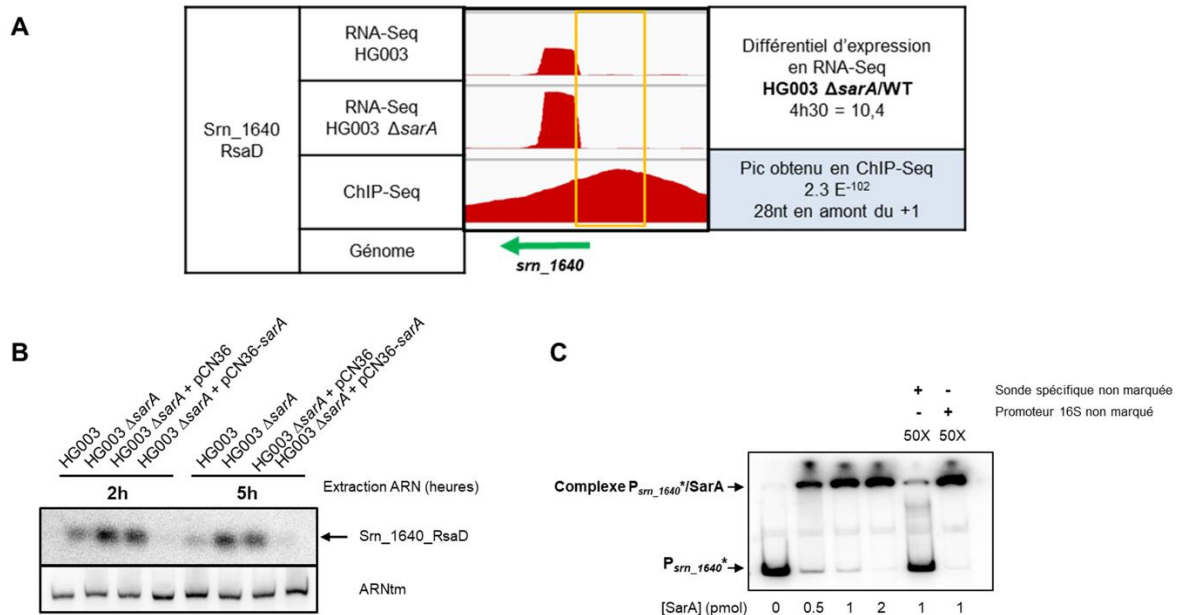 A
Srn_1640
RsaD
RNA-Seq
HG003
RNA-Seq
HG003 ΔsarA
ChIP-Seq
Génome
srn_1640
Différentiel d'expression
en RNA-Seq
HG003 ΔsarA/WT
4h30 = 10,4
Pic obtenu en ChIP-Seq
2.3 E-102
28nt en amont du +1
B
HG003
HG003 ΔsarA
HG003 ΔsarA + pCN36
HG003 ΔsarA + pCN36-sarA
HG003
HG003 ΔsarA
HG003 ΔsarA + pCN36
HG003 ΔsarA + pCN36-sarA
2h
5h
Extraction ARN (heures)
Srn_1640_RsaD
ARNtm
C
+ - Sonde spécifique non marquée
- + Promoteur 16S non marqué
50X 50X
Complexe Psrn_1640*/SarA
Psrn_1640*
[SarA] (pmol) 0 0.5 1 2 1 1